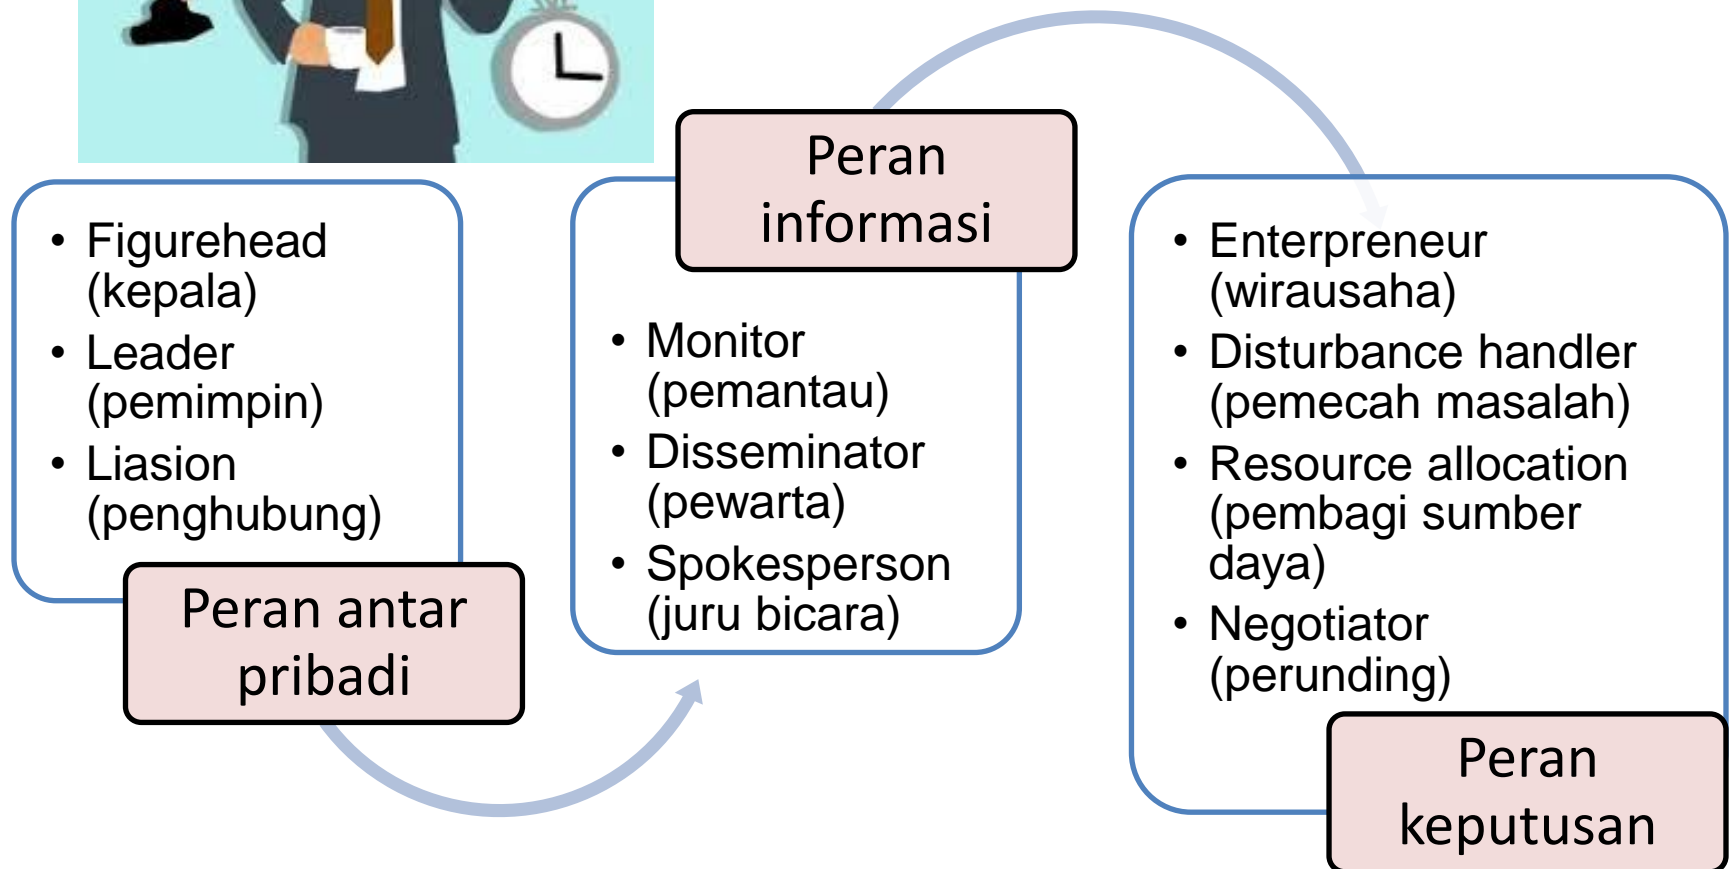 • Figurehead
(kepala)
• Leader
(pemimpin)
• Liasion
(penghubung)
Peran antar
pribadi
Peran
informasi
• Monitor
(pemantau)
• Disseminator
(pewarta)
• Spokesperson
(juru bicara)
• Enterpreneur
(wirausaha)
• Disturbance handler
(pemecah masalah)
• Resource allocation
(pembagi sumber
daya)
• Negotiator
(perunding)
Peran
keputusan